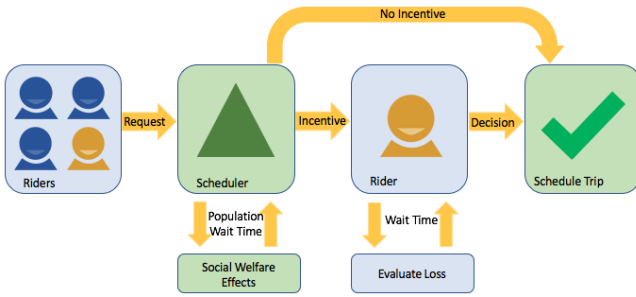 No Incentive
Request
Incentive
Decision
Riders
Scheduler
Rider
Schedule Trip
Population
Wait Time
Wait Time
Social Welfare
Effects
Evaluate Loss